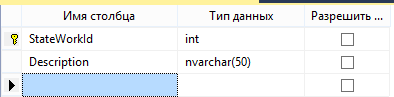 Имя столбца Тип данных Разрешить ...
StateWorkId int
Description nvarchar(50)